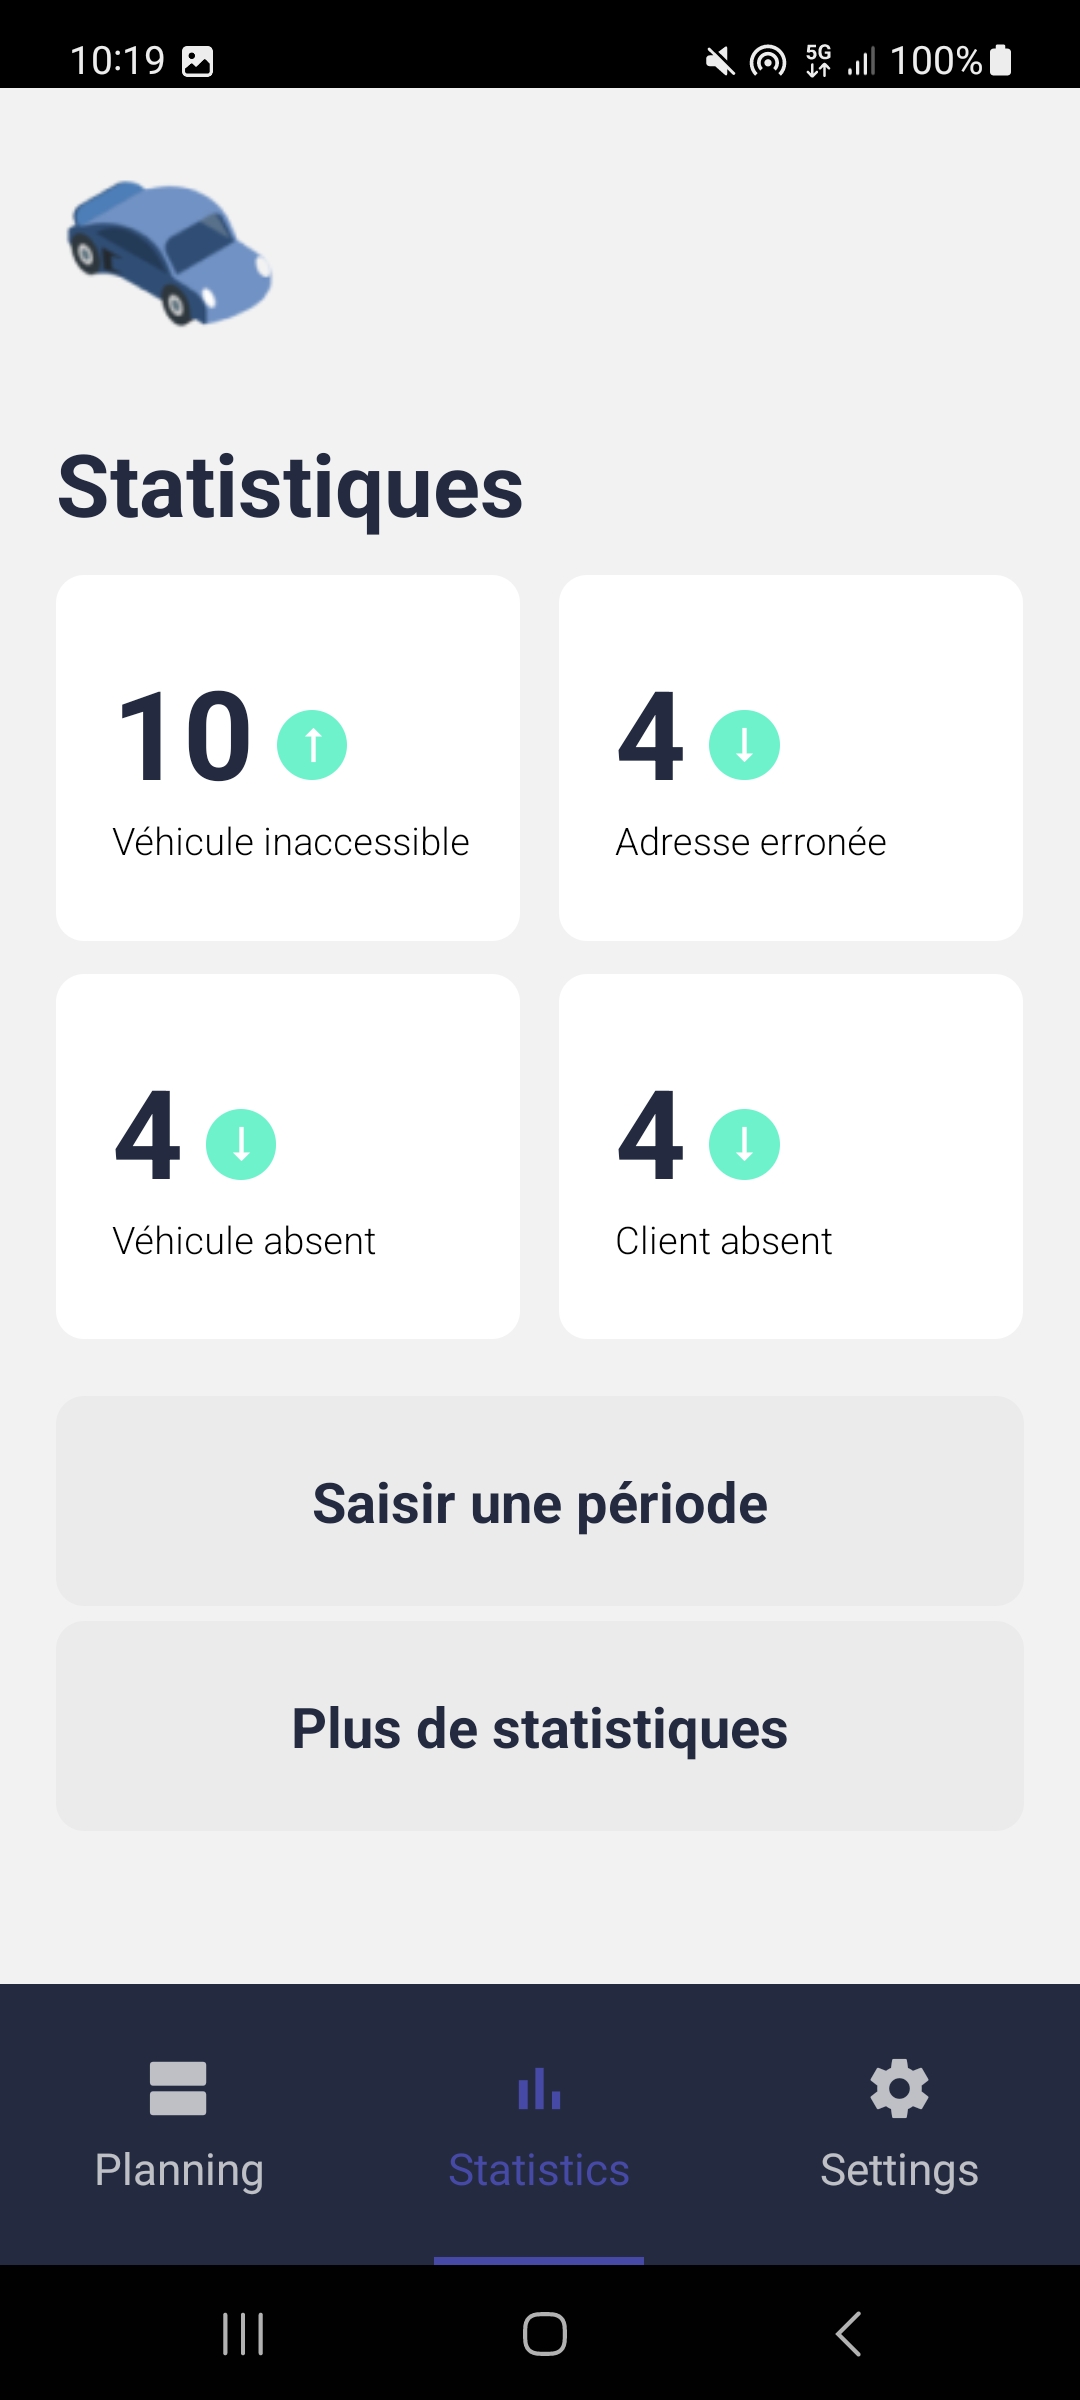 10:19 5G 100%
Statistiques
10 4
Véhicule inaccessible Adresse erronée
4 4
Véhicule absent Client absent
Saisir une période
Plus de statistiques
Planning Statistics Settings